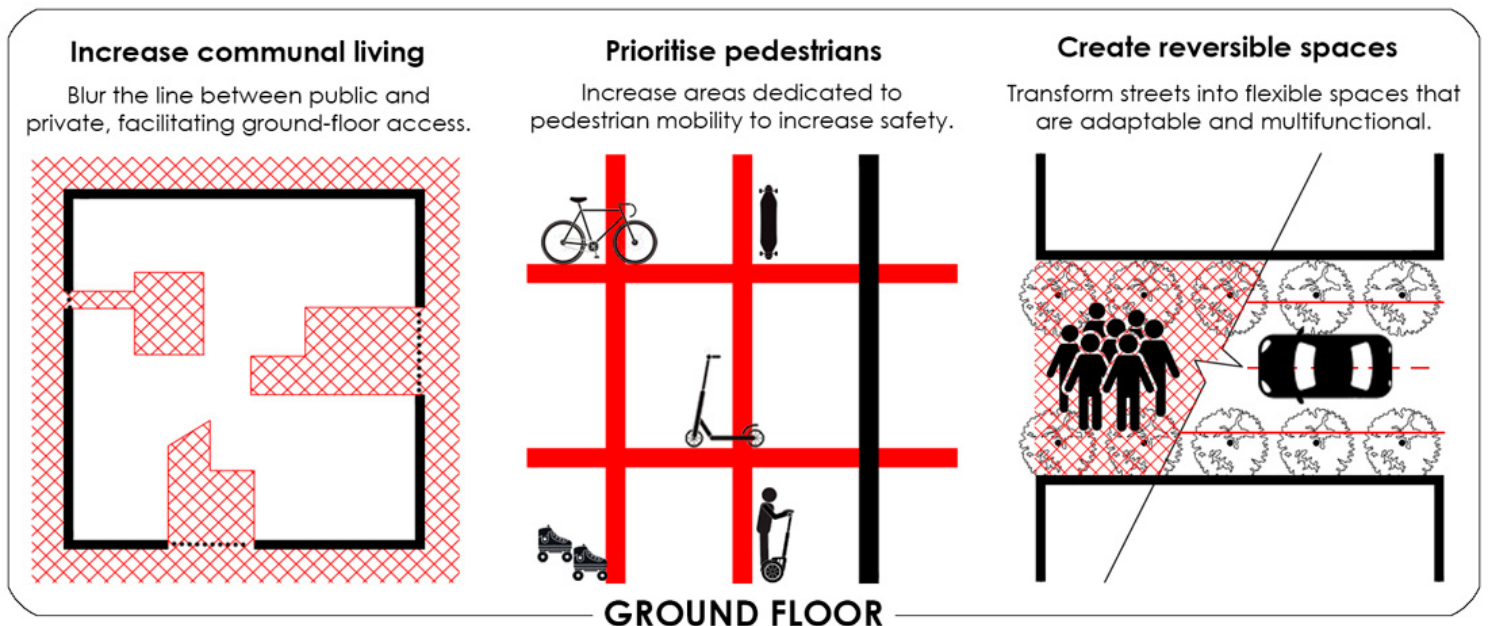 Increase communal living
Blur the line between public and
private, facilitating ground-floor access.
Prioritise pedestrians
Increase areas dedicated to
pedestrian mobility to increase safety.
Create reversible spaces
Transform streets into flexible spaces that
are adaptable and multifunctional.
GROUND FLOOR